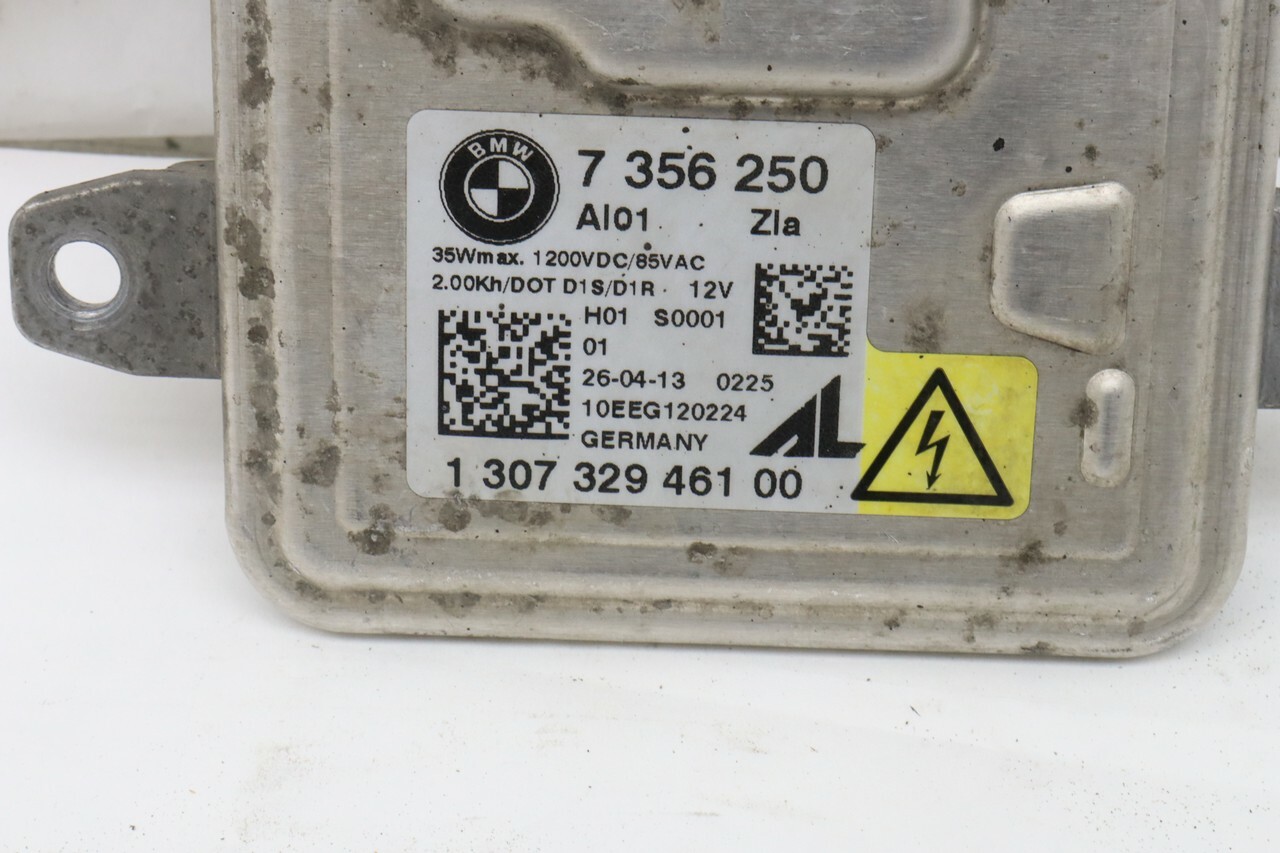 BMW
7 356 250
AI01 ZIa
35Wmax. 1200VDC/85VAC
2.00Kh/DOT D1S/D1R 12V
H01 S0001
01
26-04-13 0225
10EEG120224
GERMANY
AL
1 307 329 461 00